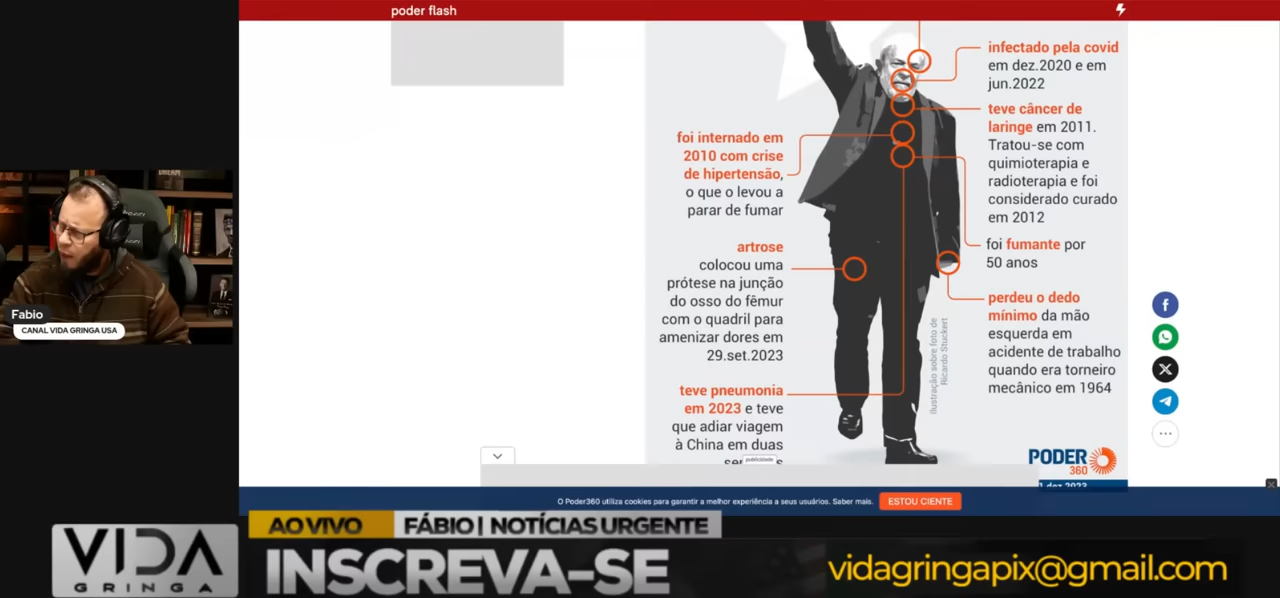 poder flash
infectado pela covid
em dez.2020 e em
jun.2022
teve câncer de
laringe em 2011.
Tratou-se com
quimioterapia e
radioterapia e foi
considerado curado
em 2012
foi internado em
2010 com crise
de hipertensão,
o que o levou a
parar de fumar
foi fumante por
50 anos
artrose
colocou uma
prótese na junção
do osso do fêmur
com o quadril para
amenizar dores em
29.set.2023
perdeu o dedo
mínimo da mão
esquerda em
acidente de trabalho
quando era torneiro
mecânico em 1964
teve pneumonia
em 2023 e teve
que adiar viagem
à China em duas
publicidade
Ilustração sobre foto de
Ricardo Stuckert
PODER
360
1.dez.2023
Fabio
CANAL VIDA GRINGA USA
O Poder360 utiliza cookies para garantir a melhor experiência a seus usuários. Saber mais.
ESTOU CIENTE
VIDA
GRINGA
AO VIVO
FÁBIO | NOTÍCIAS URGENTE
INSCREVA-SE
vidagringapix@gmail.com